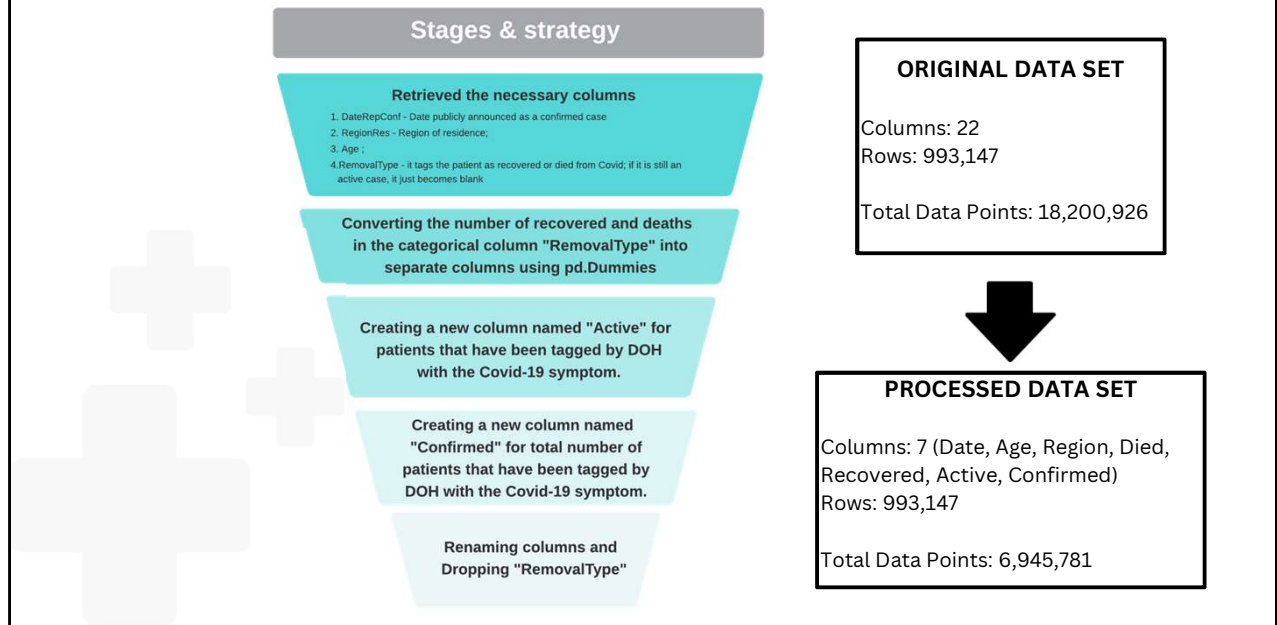 Stages & strategy
Retrieved the necessary columns
1. DateRepConf - Date publicly announced as a confirmed case
2. RegionRes - Region of residence;
3. Age ;
4.RemovalType - it tags the patient as recovered or died from Covid; if it is still an
active case, it just becomes blank
Converting the number of recovered and deaths
in the categorical column "RemovalType" into
separate columns using pd.Dummies
Creating a new column named "Active" for
patients that have been tagged by DOH
with the Covid-19 symptom.
Creating a new column named
"Confirmed" for total number of
patients that have been tagged by
DOH with the Covid-19 symptom.
Renaming columns and
Dropping "RemovalType"
ORIGINAL DATA SET
Columns: 22
Rows: 993,147
Total Data Points: 18,200,926
PROCESSED DATA SET
Columns: 7 (Date, Age, Region, Died,
Recovered, Active, Confirmed)
Rows: 993,147
Total Data Points: 6,945,781